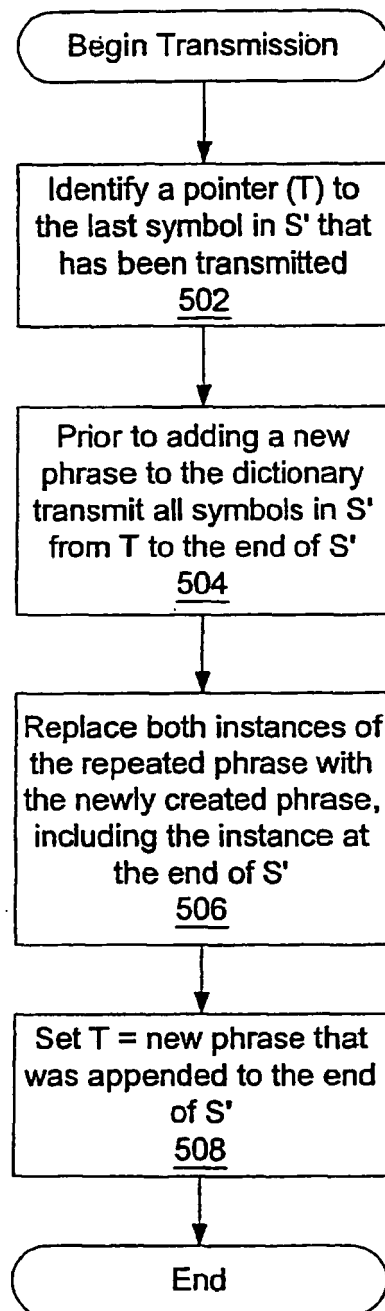 Begin Transmission
Identify a pointer (T) to
the last symbol in S' that
has been transmitted
502
Prior to adding a new
phrase to the dictionary
transmit all symbols in S'
from T to the end of S'
504
Replace both instances of
the repeated phrase with
the newly created phrase,
including the instance at
the end of S'
506
Set T = new phrase that
was appended to the end
of S'
508
End